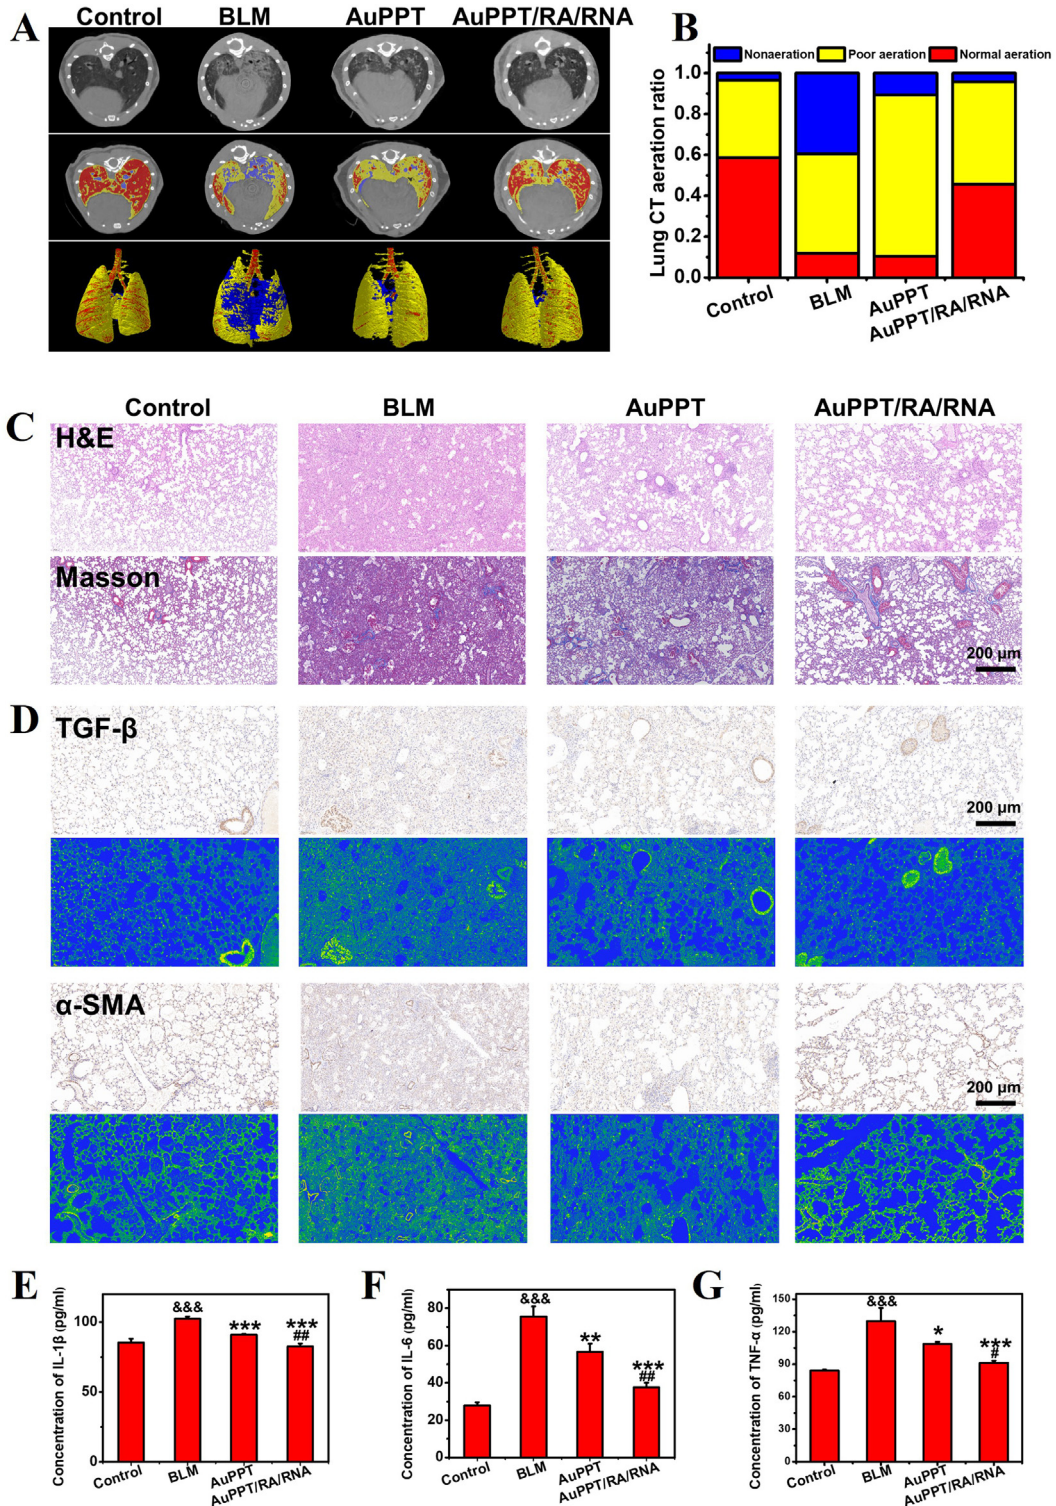 A
Control BLM AuPPT AuPPT/RA/RNA
B
Nonaeration Poor aeration Normal aeration
Lung CT aeration ratio
1.0
0.8
0.6
0.4
0.2
0.0
Control BLM AuPPT AuPPT/RA/RNA
C
Control BLM AuPPT AuPPT/RA/RNA
H&E
Masson
200 μm
D
TGF-β
200 μm
α-SMA
200 μm
E
Concentration of IL-1β (pg/ml)
100
50
0
&&&
***
***
##
Control BLM AuPPT AuPPT/RA/RNA
F
Concentration of IL-6 (pg/ml)
80
60
40
20
0
&&&
**
***
##
Control BLM AuPPT AuPPT/RA/RNA
G
Concentration of TNF-α (pg/ml)
150
120
90
60
30
0
&&&
*
***
#
Control BLM AuPPT AuPPT/RA/RNA